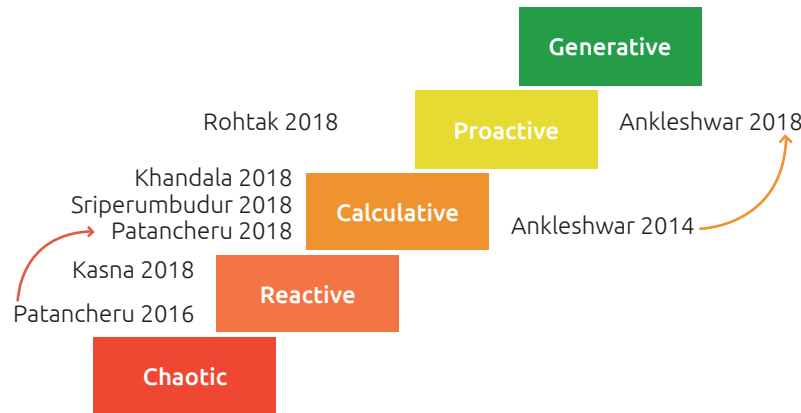 Generative
Rohtak 2018
Proactive
Ankleshwar 2018
Khandala 2018
Sriperumbudur 2018
Patancheru 2018
Calculative
Ankleshwar 2014
Kasna 2018
Patancheru 2016
Reactive
Chaotic